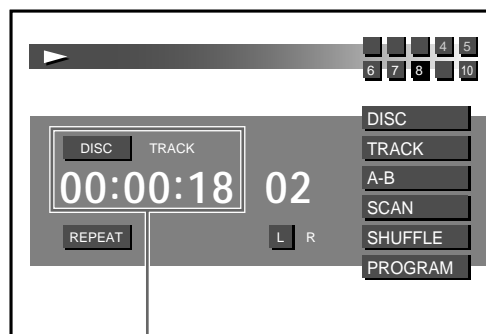 4 5
6 7 8 10
DISC
DISC TRACK
TRACK
00:00:18 02
A-B
SCAN
REPEAT L R
SHUFFLE
PROGRAM